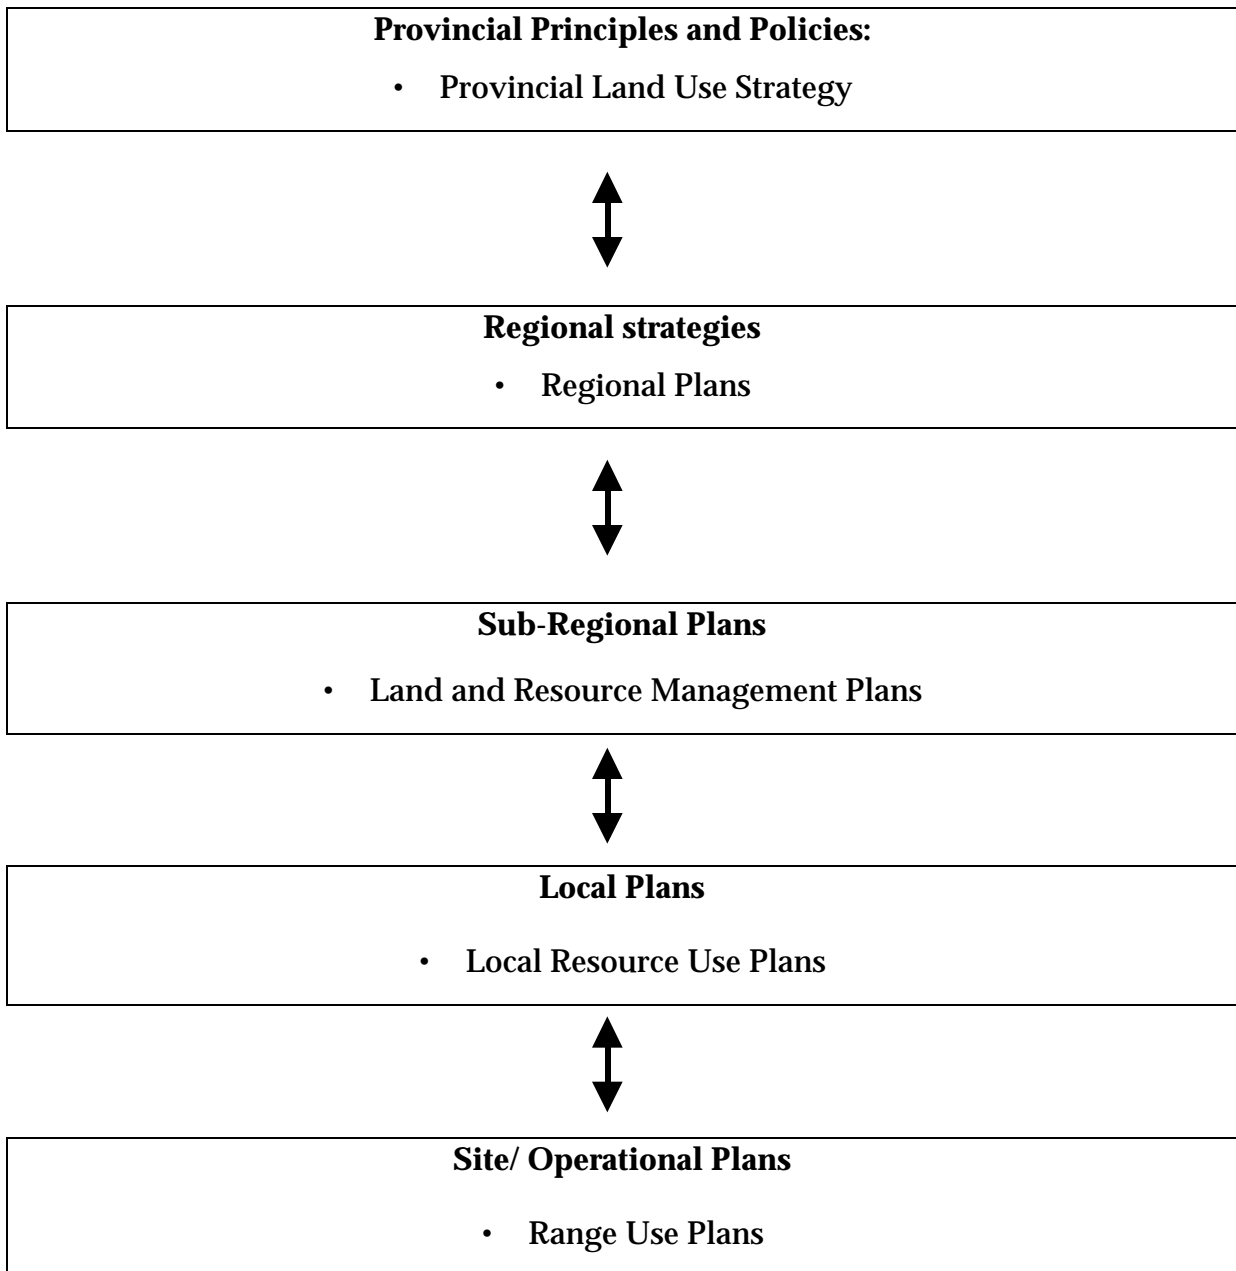 Provincial Principles and Policies:
• Provincial Land Use Strategy
Regional strategies
• Regional Plans
Sub-Regional Plans
• Land and Resource Management Plans
Local Plans
• Local Resource Use Plans
Site/ Operational Plans
• Range Use Plans